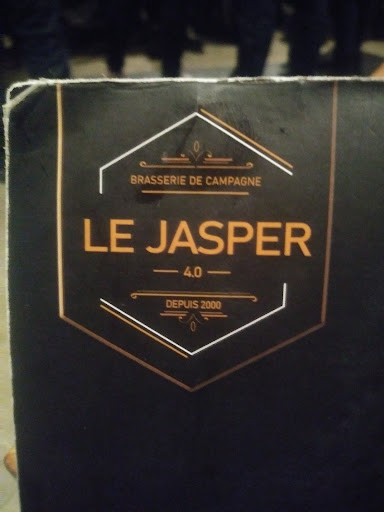 BRASSERIE DE CAMPAGNE
LE JASPER
4.0
DEPUIS 2000